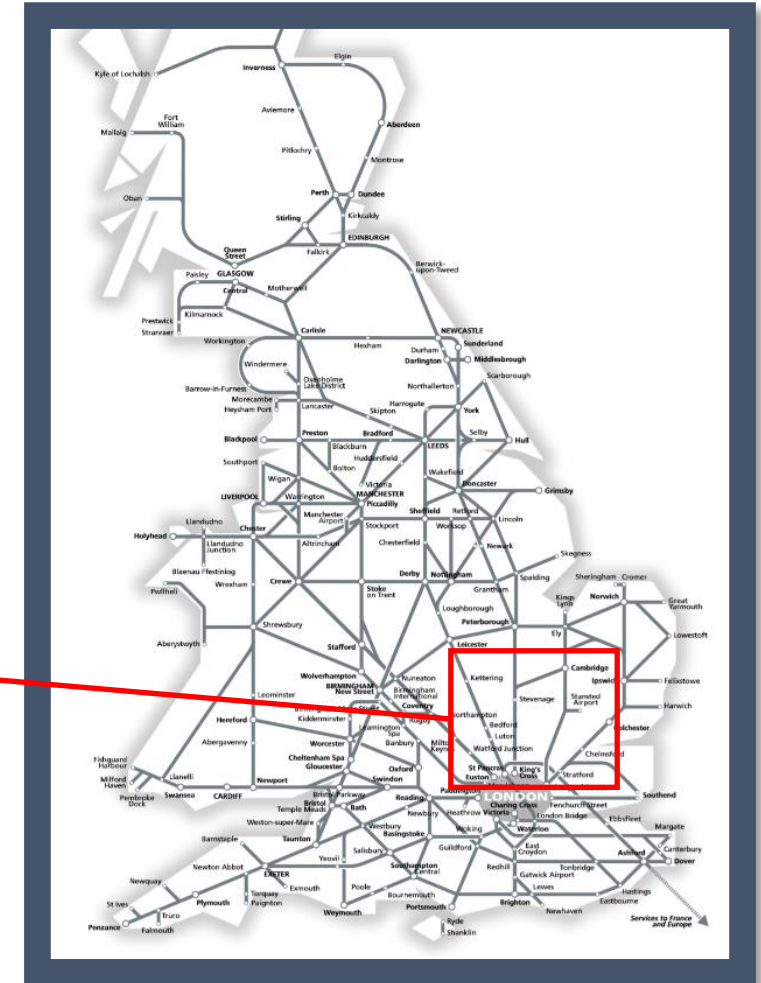 Elgin
Inverness
Kyle of Lochalsh
Aviemore
Fort
William
Aberdeen
Mallaig
Pitlochry
Montrose
Perth
Dundee
Oban
Stirling
Kirkcaldy
EDINBURGH
Queen
Street
Falkirk
Berwick-
upon-Tweed
Paisley
GLASGOW
Central
Motherwell
Prestwick
Kilmarnock
Stranraer
Carlisle
NEWCASTLE
Workington
Hexham
Durham
Sunderland
Darlington
Middlesbrough
Windermere
Scarborough
Oxenholme
Lake District
Barrow-in-Furness
Northallerton
Morecambe
Heysham Port
Lancaster
Harrogate
Skipton
York
Blackpool
Preston
Bradford
LEEDS
Selby
Hull
Blackburn
Huddersfield
Southport
Bolton
Wakefield
Wigan
Victoria
Doncaster
MANCHESTER
Piccadilly
Grimsby
LIVERPOOL
Warrington
Manchester
Airport
Sheffield
Retford
Llandudno
Stockport
Worksop
Lincoln
Holyhead
Chester
Llandudno
Junction
Altrincham
Chesterfield
Newark
Skegness
Blaenau Ffestiniog
Wrexham
Crewe
Stoke
on Trent
Derby
Nottingham
Spalding
Sheringham
Cromer
Pwllheli
Grantham
Kings
Lynn
Norwich
Great
Yarmouth
Loughborough
Peterborough
Ely
Aberystwyth
Shrewsbury
Stafford
Leicester
Lowestoft
Wolverhampton
Nuneaton
Kettering
Cambridge
BIRMINGHAM
New Street
Birmingham
International
Ipswich
Felixstowe
Leominster
Coventry
Stevenage
Stansted
Airport
Harwich
Hereford
Kidderminster
Rugby
Northampton
Bedford
Colchester
Leamington
Spa
Luton
Abergavenny
Worcester
Banbury
Milton
Keynes
Watford Junction
Chelmsford
Cheltenham Spa
Gloucester
Oxford
St Pancras
King's
Cross
Euston
Stratford
Fishguard
Harbour
Milford
Haven
Llanelli
Swindon
Paddington
LONDON
Southend
Pembroke
Dock
Swansea
CARDIFF
Newport
Bristol Parkway
Bristol
Temple Meads
Bath
Reading
Newbury
Heathrow
Victoria
Charing Cross
Fenchurch Street
London Bridge
Ebbsfleet
Weston-super-Mare
Westbury
Basingstoke
Woking
Waterloo
Margate
Barnstaple
Taunton
Salisbury
Guildford
East
Croydon
Canterbury
Ashford
Dover
Newton Abbot
Yeovil
Southampton
Central
Redhill
Tonbridge
Gatwick Airport
Newquay
EXETER
Exmouth
Poole
Bournemouth
Lewes
Hastings
Eastbourne
St Ives
Plymouth
Torquay
Paignton
Weymouth
Portsmouth
Brighton
Newhaven
Truro
Penzance
Falmouth
Ryde
Shanklin
Services to France
and Europe